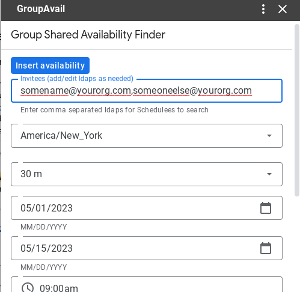 GroupAvail
Group Shared Availability Finder
Insert availability
Invitees (add/edit ldaps as needed)
somename@yourorg.com,someoneelse@yourorg.com
Enter comma separated ldaps for Schedulees to search
America/New_York
30 m
05/01/2023
MM/DD/YYYY
05/15/2023
MM/DD/YYYY
09:00am